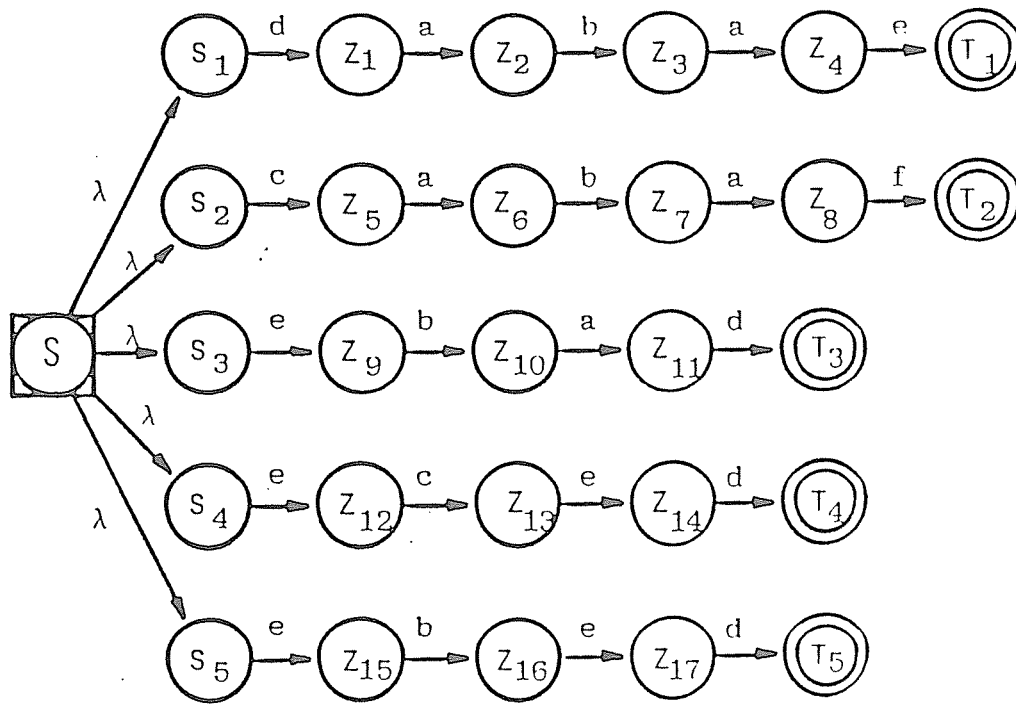 d a b a e
S1 Z1 Z2 Z3 Z4 T1
λ
c a b a f
S2 Z5 Z6 Z7 Z8 T2
λ
e b a d
S λ S3 Z9 Z10 Z11 T3
λ
e c e d
S4 Z12 Z13 Z14 T4
λ
e b e d
S5 Z15 Z16 Z17 T5